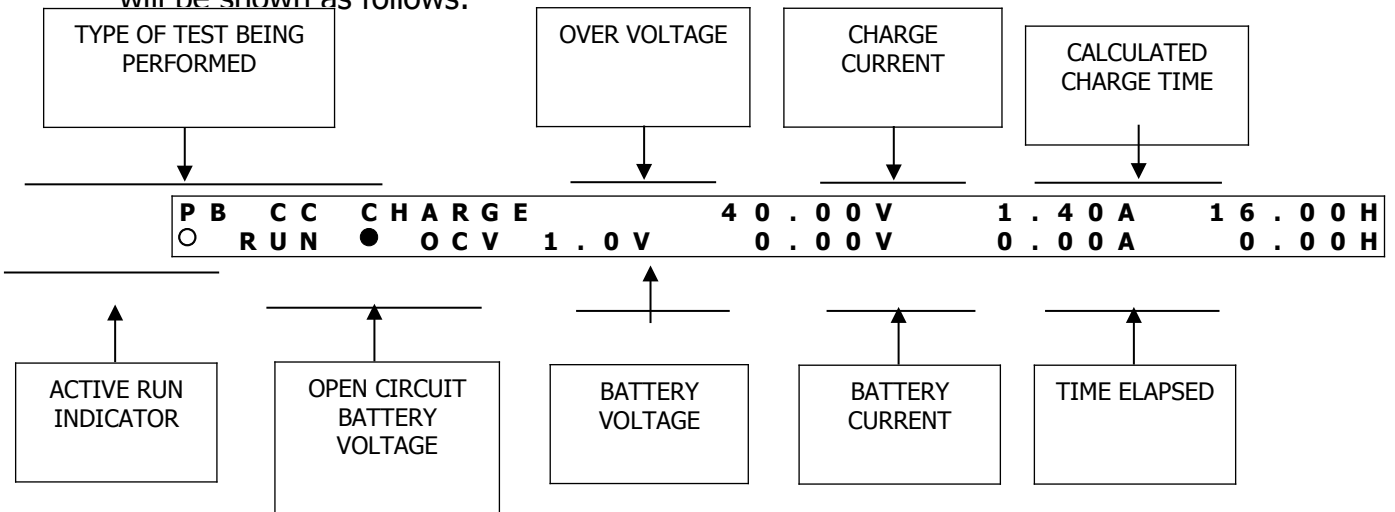 will be shown as follows:
TYPE OF TEST BEING
PERFORMED
OVER VOLTAGE
CHARGE
CURRENT
CALCULATED
CHARGE TIME
PB CC CHARGE 40.00V 1.40A 16.00H
RUN OCV 1.0V 0.00V 0.00A 0.00H
ACTIVE RUN
INDICATOR
OPEN CIRCUIT
BATTERY
VOLTAGE
BATTERY
VOLTAGE
BATTERY
CURRENT
TIME ELAPSED